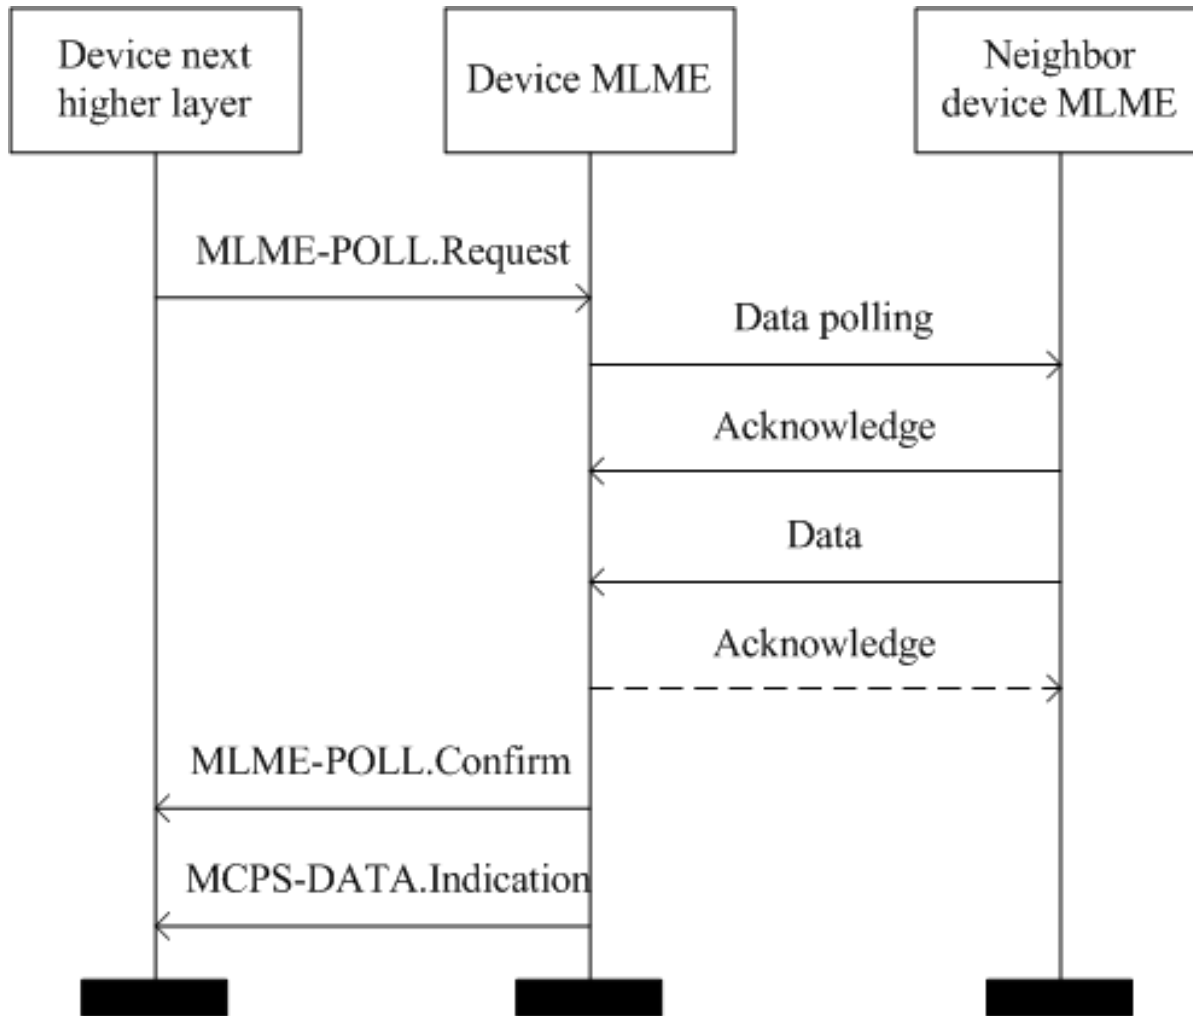 Device next
higher layer
Device MLME
Neighbor
device MLME
MLME-POLL.Request
Data polling
Acknowledge
Data
Acknowledge
MLME-POLL.Confirm
MCPS-DATA.Indication